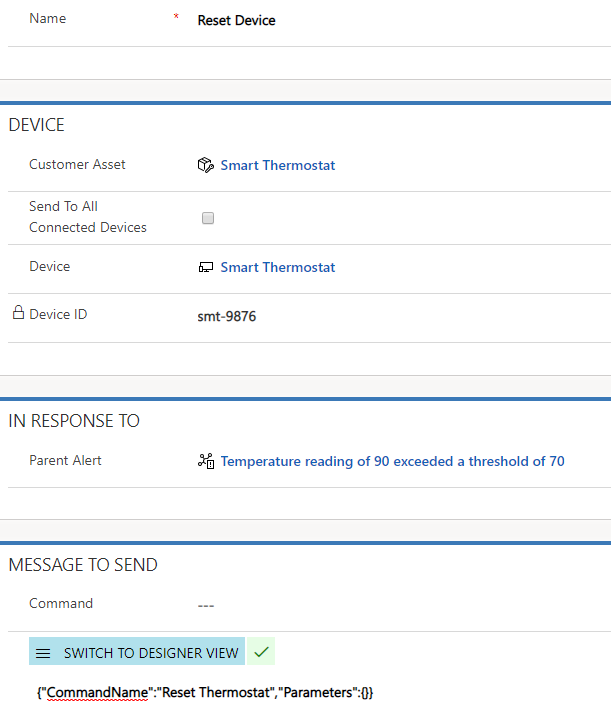 Name * Reset Device
DEVICE
Customer Asset Smart Thermostat
Send To All
Connected Devices
Device Smart Thermostat
Device ID smt-9876
IN RESPONSE TO
Parent Alert Temperature reading of 90 exceeded a threshold of 70
MESSAGE TO SEND
Command ---
SWITCH TO DESIGNER VIEW
{"CommandName":"Reset Thermostat","Parameters":{}}